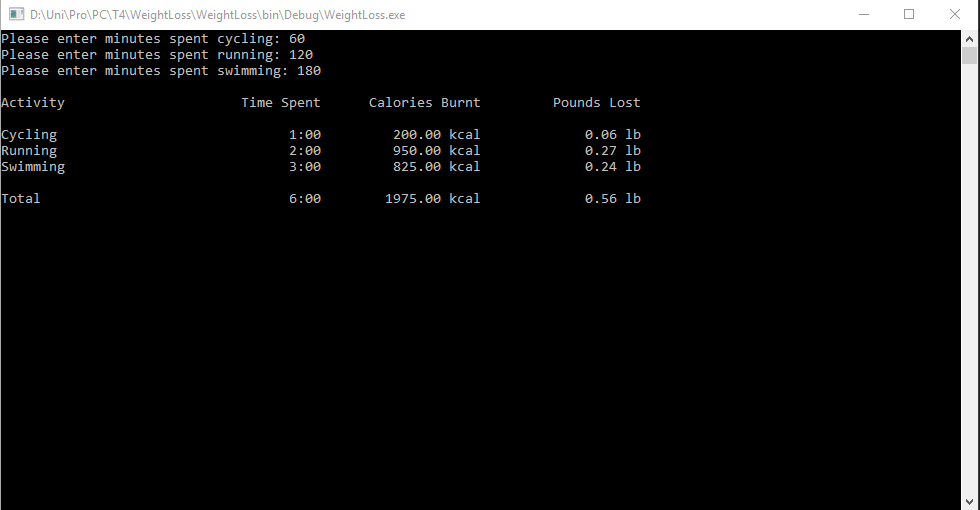 D:\Uni\Pro\PC\T4\WeightLoss\WeightLoss\bin\Debug\WeightLoss.exe
Please enter minutes spent cycling: 60
Please enter minutes spent running: 120
Please enter minutes spent swimming: 180
Activity                      Time Spent      Calories Burnt         Pounds Lost
Cycling                             1:00         200.00 kcal             0.06 lb
Running                             2:00         950.00 kcal             0.27 lb
Swimming                            3:00         825.00 kcal             0.24 lb
Total                               6:00        1975.00 kcal             0.56 lb